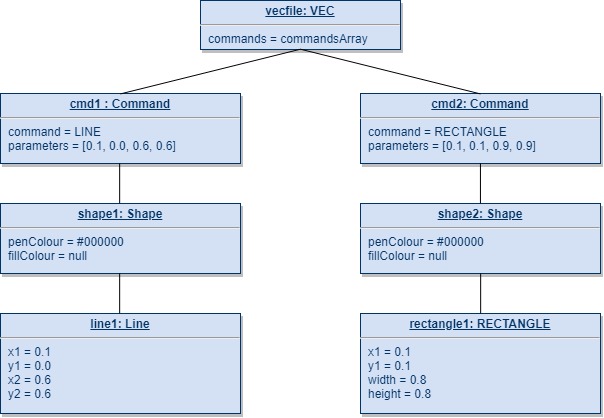 vecfile: VEC
commands = commandsArray
cmd1 : Command
command = LINE
parameters = [0.1, 0.0, 0.6, 0.6]
cmd2: Command
command = RECTANGLE
parameters = [0.1, 0.1, 0.9, 0.9]
shape1: Shape
penColour = #000000
fillColour = null
shape2: Shape
penColour = #000000
fillColour = null
line1: Line
x1 = 0.1
y1 = 0.0
x2 = 0.6
y2 = 0.6
rectangle1: RECTANGLE
x1 = 0.1
y1 = 0.1
width = 0.8
height = 0.8